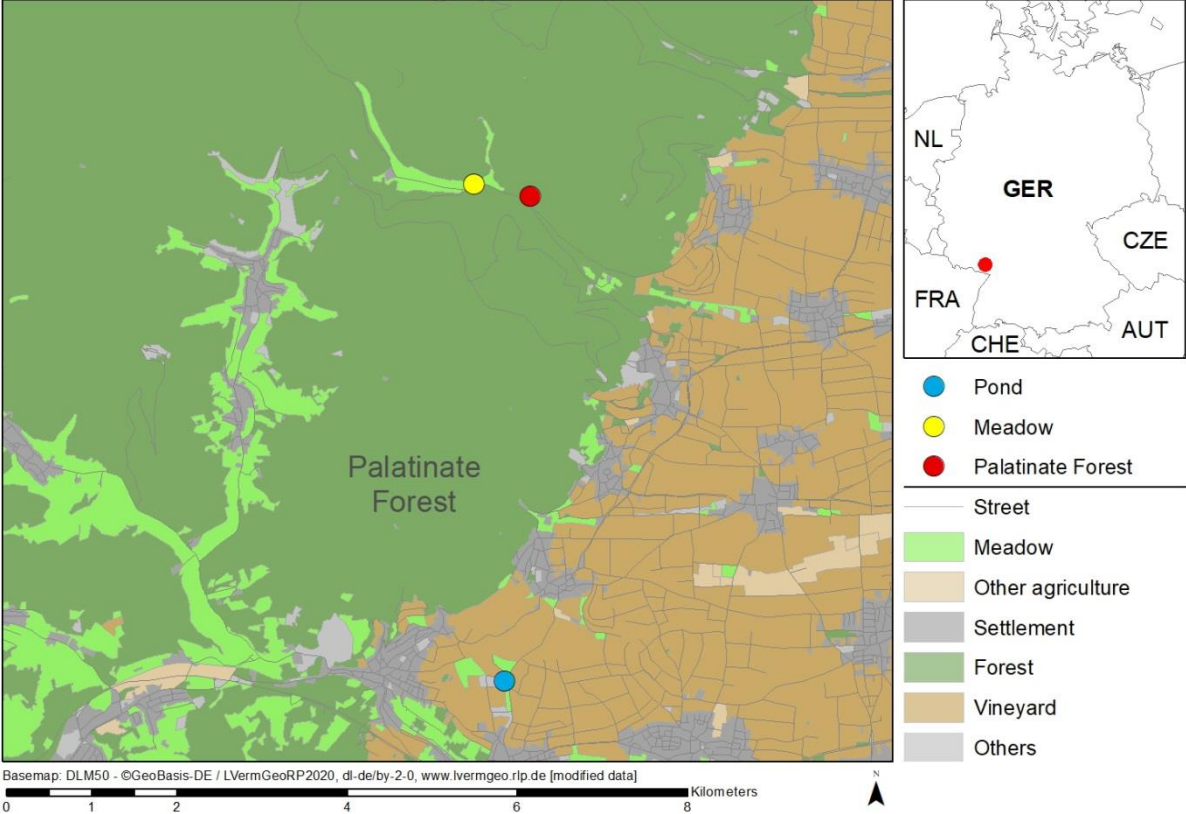 Palatinate
Forest
NL
GER
CZE
FRA
AUT
CHE
Pond
Meadow
Palatinate Forest
Street
Meadow
Other agriculture
Settlement
Forest
Vineyard
Others
Basemap: DLM50 - ©GeoBasis-DE / LVermGeoRP2020, dl-de/by-2-0, www.lvermgeo.rlp.de [modified data]
Kilometers
0 1 2 4 6 8
N